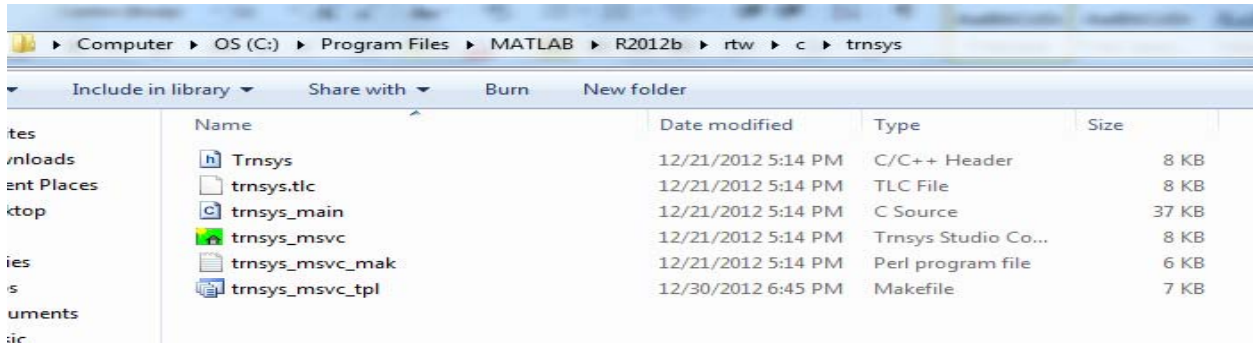 Computer OS (C:) Program Files MATLAB R2012b rtw c trnsys
Include in library Share with Burn New folder
Name Date modified Type Size
Trnsys 12/21/2012 5:14 PM C/C++ Header 8 KB
trnsys.tlc 12/21/2012 5:14 PM TLC File 8 KB
trnsys_main 12/21/2012 5:14 PM C Source 37 KB
trnsys_msvc 12/21/2012 5:14 PM Trnsys Studio Co... 8 KB
trnsys_msvc_mak 12/21/2012 5:14 PM Perl program file 6 KB
trnsys_msvc_tpl 12/30/2012 6:45 PM Makefile 7 KB
ites
wnloads
ent Places
ktop
ies
s
uments
sic